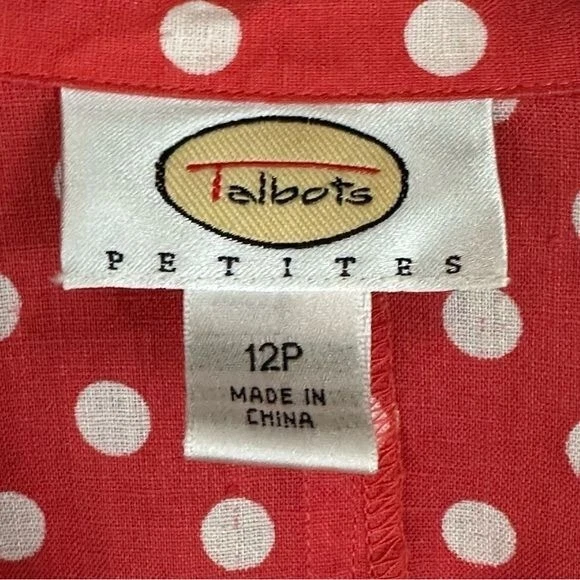 Talbots
PETITES
12P
MADE IN
CHINA